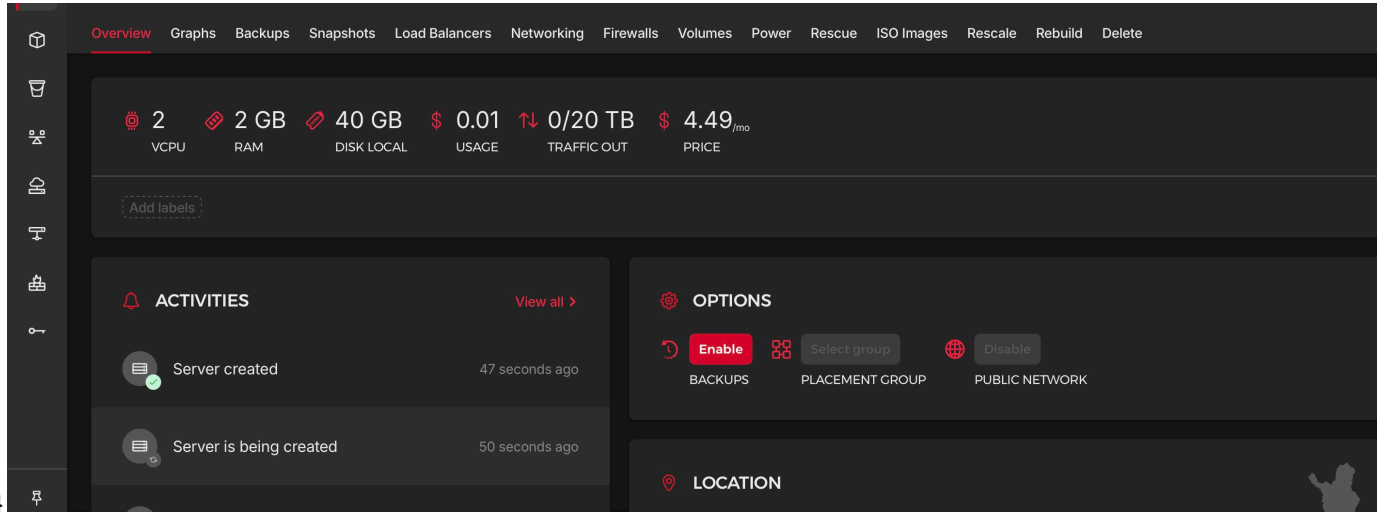 Overview Graphs Backups Snapshots Load Balancers Networking Firewalls Volumes Power Rescue ISO Images Rescale Rebuild Delete
2 2 GB 40 GB $ 0.01 0/20 TB $ 4.49/mo
VCPU RAM DISK LOCAL USAGE TRAFFIC OUT PRICE
Add labels
ACTIVITIES View all >
Server created 47 seconds ago
Server is being created 50 seconds ago
OPTIONS
Enable Select group Disable
BACKUPS PLACEMENT GROUP PUBLIC NETWORK
LOCATION